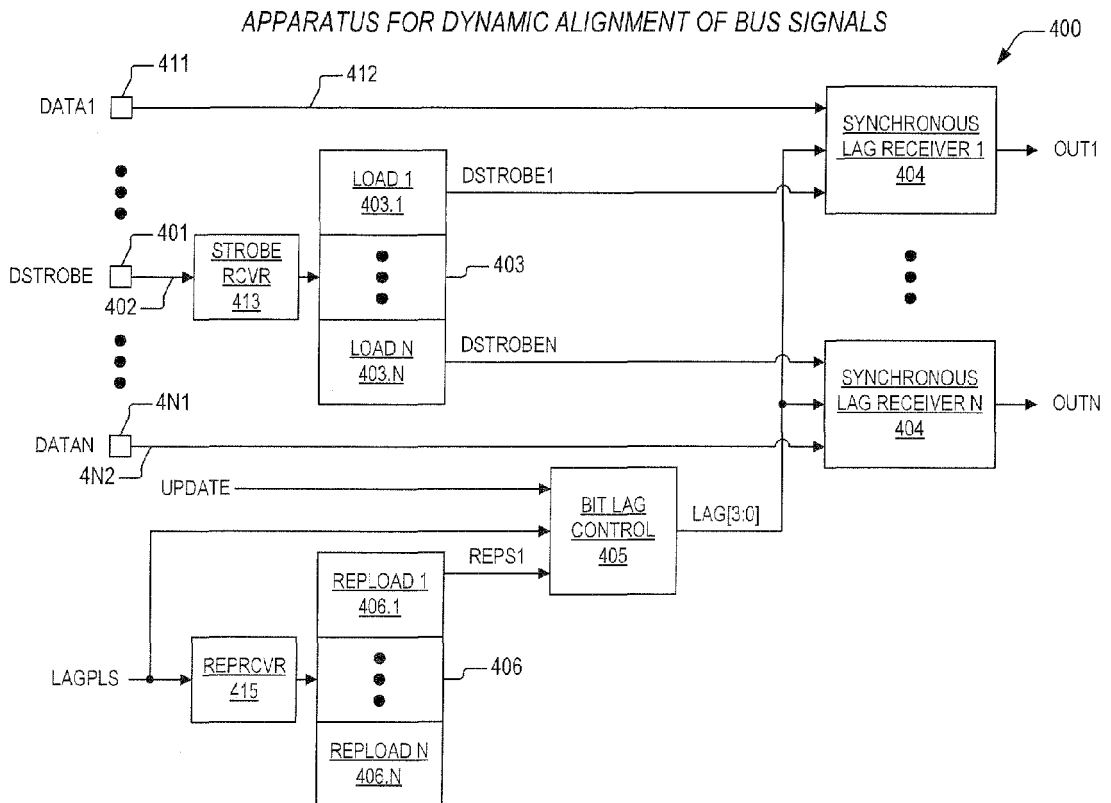 APPARATUS FOR DYNAMIC ALIGNMENT OF BUS SIGNALS
400
411
412
DATA1
SYNCHRONOUS
LAG RECEIVER 1
404
OUT1
LOAD 1
403.1
DSTROBE1
401
DSTROBE
402
STROBE
RCVR
413
403
LOAD N
403.N
DSTROBEN
SYNCHRONOUS
LAG RECEIVER N
404
OUTN
4N1
DATAN
4N2
UPDATE
BIT LAG
CONTROL
405
LAG[3:0]
REPS1
REPLOAD 1
406.1
LAGPLS
REPRCVR
415
406
REPLOAD N
406.N